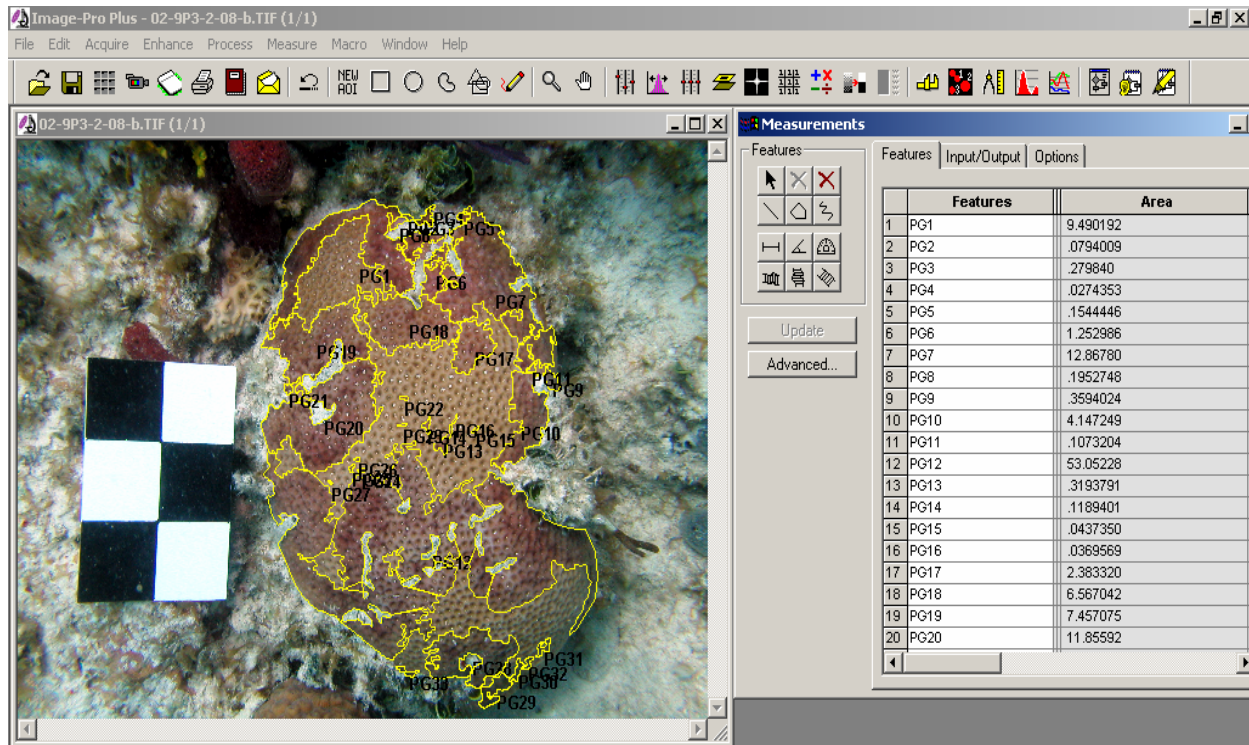 Image-Pro Plus - 02-9P3-2-08-b.TIF (1/1)
File Edit Acquire Enhance Process Measure Macro Window Help
NEW AOI
02-9P3-2-08-b.TIF (1/1)
Measurements
Features
Features Input/Output Options
Update
Advanced...
Features Area
1 PG1 9.490192
2 PG2 .0794009
3 PG3 .279840
4 PG4 .0274353
5 PG5 .1544446
6 PG6 1.252986
7 PG7 12.86780
8 PG8 .1952748
9 PG9 .3594024
10 PG10 4.147249
11 PG11 .1073204
12 PG12 53.05228
13 PG13 .3193791
14 PG14 .1189401
15 PG15 .0437350
16 PG16 .0369569
17 PG17 2.383320
18 PG18 6.567042
19 PG19 7.457075
20 PG20 11.85592
PG5
PG1
PG6
PG7
PG18
PG19
PG17
PG11
PG9
PG21
PG22
PG20
PG16
PG15
PG10
PG13
PG26
PG27
PG31
PG32
PG33
PG29